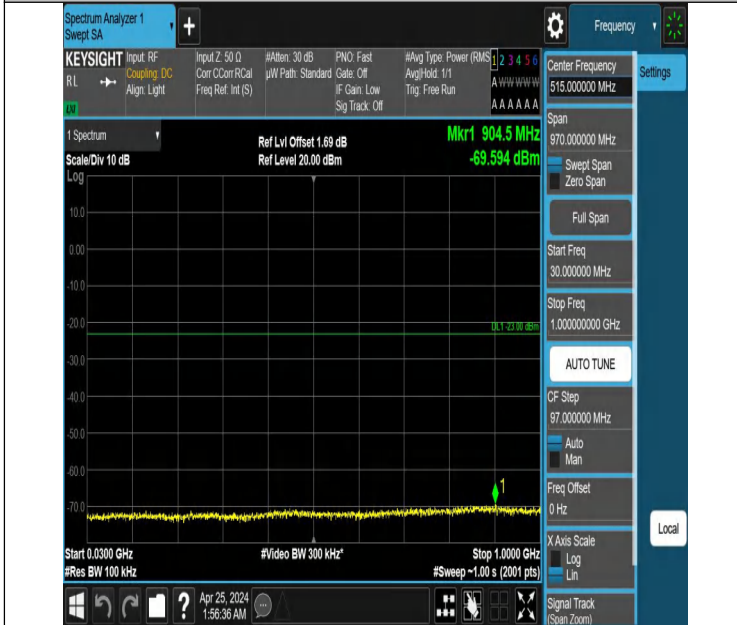 Spectrum Analyzer 1
Swept SA
+
Frequency
KEYSIGHT
RL
Input: RF
Coupling: DC
Align: Light
Input Z: 50 Ω
Corr CCorr RCal
Freq Ref: Int (S)
#Atten: 30 dB
µW Path: Standard
PNO: Fast
Gate: Off
IF Gain: Low
Sig Track: Off
#Avg Type: Power (RMS
Avg|Hold: 1/1
Trig: Free Run
1 2 3 4 5 6
A W W W W W
A A A A A A
1 Spectrum
Scale/Div 10 dB
Ref Lvl Offset 1.69 dB
Ref Level 20.00 dBm
Mkr1 904.5 MHz
-69.594 dBm
Log
10.0
0.00
-10.0
-20.0
DL1 -23.00 dBm
-30.0
-40.0
-50.0
-60.0
-70.0
1
Start 0.0300 GHz
#Res BW 100 kHz
#Video BW 300 kHz*
Stop 1.0000 GHz
#Sweep ~1.00 s (2001 pts)
?
Apr 25, 2024
1:56:36 AM
Center Frequency
515.000000 MHz
Span
970.000000 MHz
Swept Span
Zero Span
Full Span
Start Freq
30.000000 MHz
Stop Freq
1.000000000 GHz
AUTO TUNE
CF Step
97.000000 MHz
Auto
Man
Freq Offset
0 Hz
X Axis Scale
Log
Lin
Signal Track
(Span Zoom)
Settings
Local